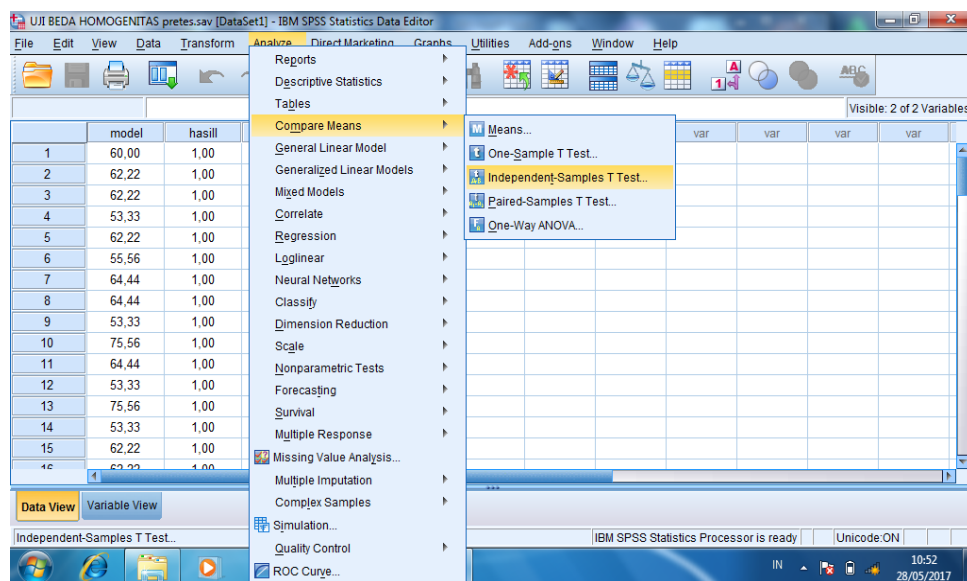 UJI BEDA HOMOGENITAS pretes.sav [DataSet1] - IBM SPSS Statistics Data Editor
File Edit View Data Transform Analyze Direct Marketing Graphs Utilities Add-ons Window Help
Visible: 2 of 2 Variables
model hasill var var var var
1 60,00 1,00
2 62,22 1,00
3 62,22 1,00
4 53,33 1,00
5 62,22 1,00
6 55,56 1,00
7 64,44 1,00
8 64,44 1,00
9 53,33 1,00
10 75,56 1,00
11 64,44 1,00
12 53,33 1,00
13 75,56 1,00
14 53,33 1,00
15 62,22 1,00
16 62,22 1,00
Reports
Descriptive Statistics
Tables
Compare Means
General Linear Model
Generalized Linear Models
Mixed Models
Correlate
Regression
Loglinear
Neural Networks
Classify
Dimension Reduction
Scale
Nonparametric Tests
Forecasting
Survival
Multiple Response
Missing Value Analysis...
Multiple Imputation
Complex Samples
Simulation...
Quality Control
ROC Curve...
Means...
One-Sample T Test...
Independent-Samples T Test...
Paired-Samples T Test...
One-Way ANOVA...
Data View Variable View
Independent-Samples T Test... IBM SPSS Statistics Processor is ready Unicode:ON
IN 10:52
28/05/2017